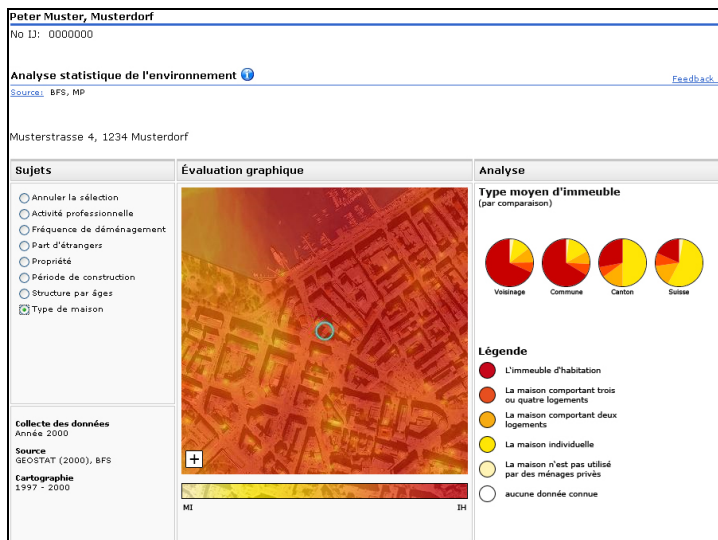 Peter Muster, Musterdorf
No IJ: 0000000
Analyse statistique de l'environnement
Feedback
Source: BFS, MP
Musterstrasse 4, 1234 Musterdorf
Sujets
Annuler la sélection
Activité professionnelle
Fréquence de déménagement
Part d'étrangers
Propriété
Période de construction
Structure par âges
Type de maison
Collecte des données
Année 2000
Source
GEOSTAT (2000), BFS
Cartographie
1997 - 2000
Évaluation graphique
+
MI
IH
Analyse
Type moyen d'immeuble
(par comparaison)
Voisinage
Commune
Canton
Suisse
Légende
L'immeuble d'habitation
La maison comportant trois
ou quatre logements
La maison comportant deux
logements
La maison individuelle
La maison n'est pas utilisé
par des ménages privès
aucune donnée connue